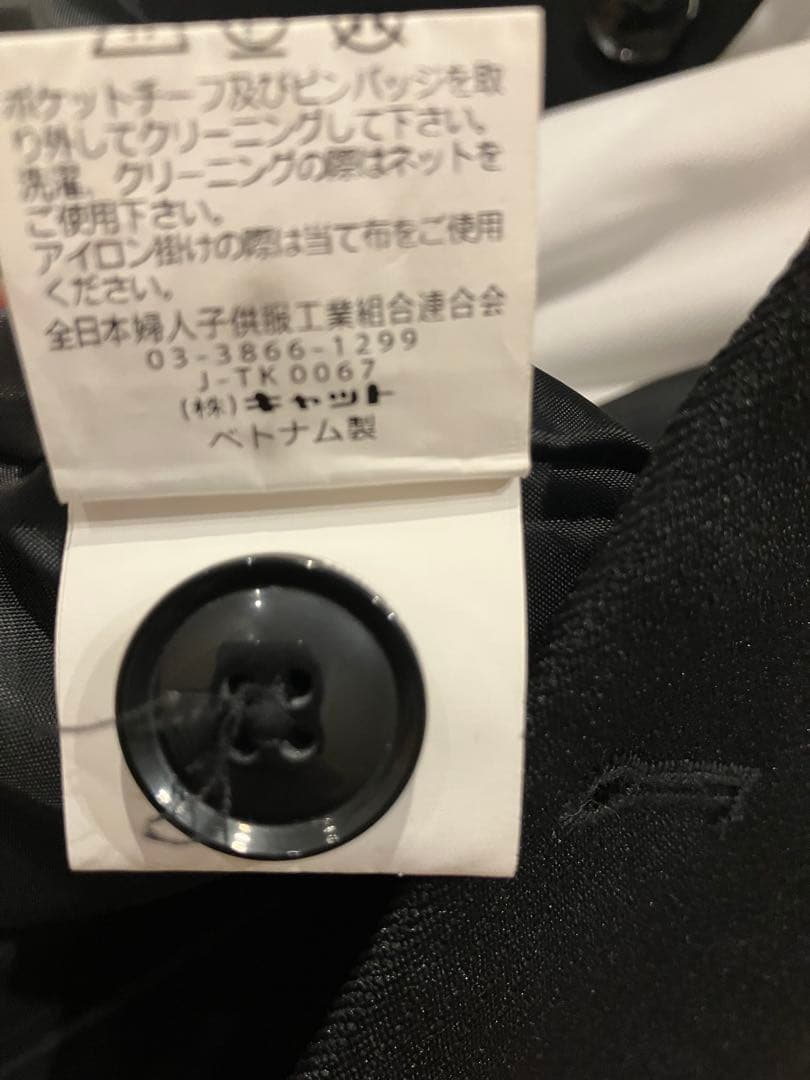 ポケットチーフ及びピンバッジを取
り外してクリーニングして下さい。
洗濯、クリーニングの際はネットを
ご使用下さい。
アイロン掛けの際は当て布をご使用
ください。
全日本婦人子供服工業組合連合会
03-3866-1299
J-TK0067
(株)キャット
ベトナム製